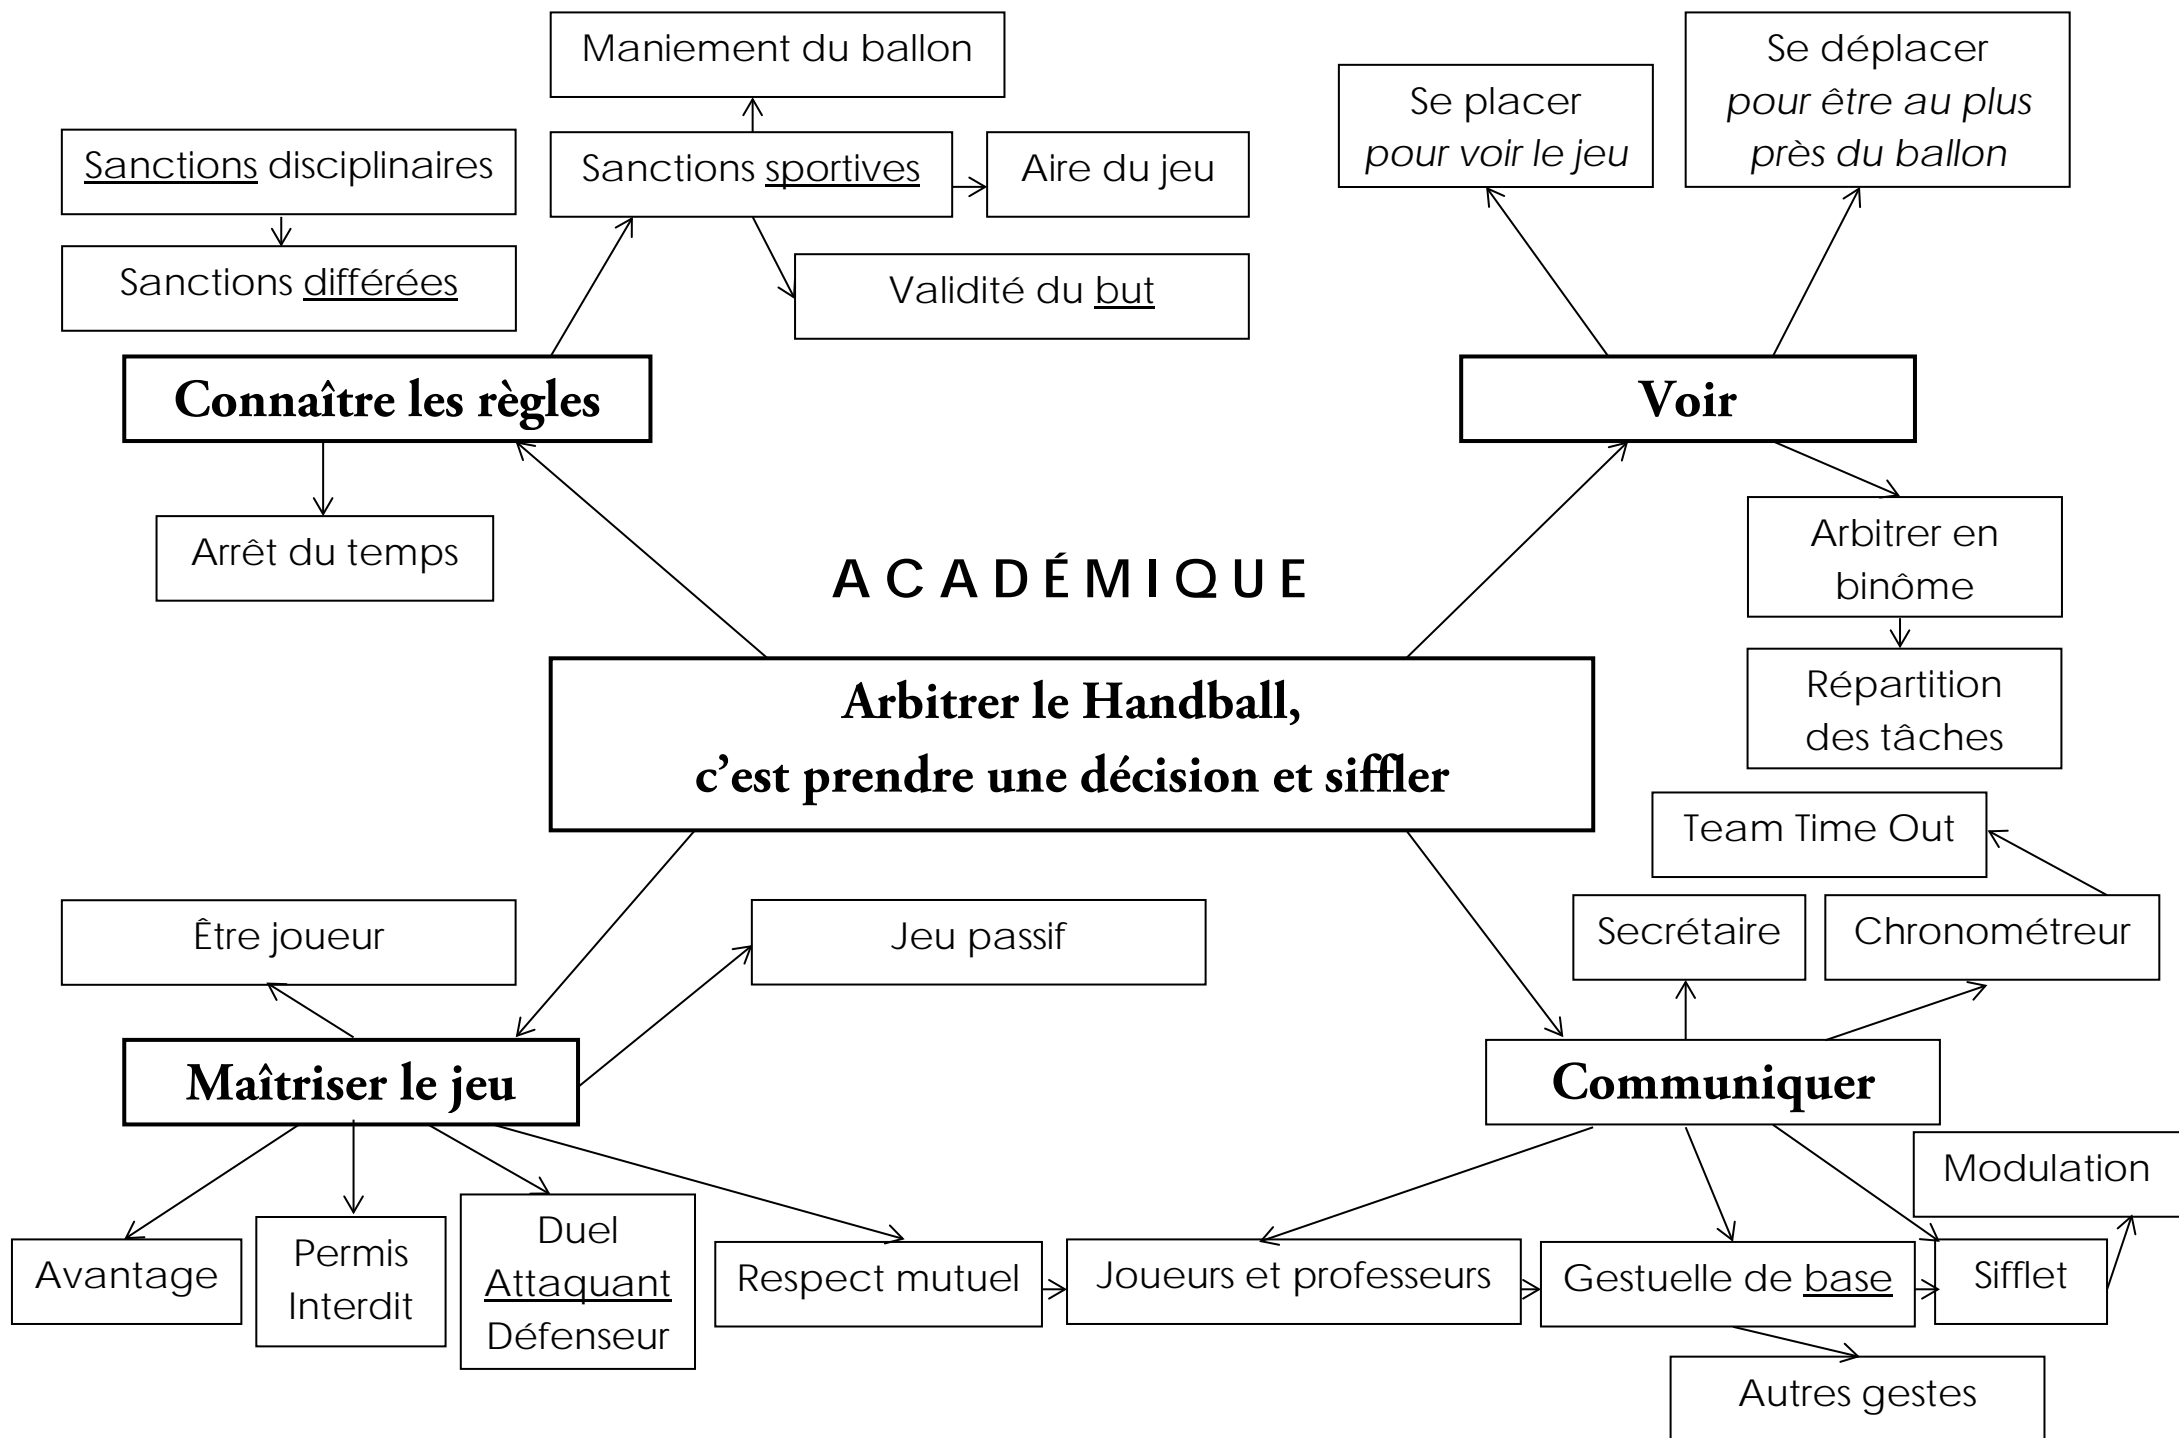 Maniement du ballon
Se placer
pour voir le jeu
Se déplacer
pour être au plus
près du ballon
Sanctions disciplinaires
Sanctions sportives
Aire du jeu
Sanctions différées
Validité du but
Connaître les règles
Voir
Arrêt du temps
Arbitrer en
binôme
ACADÉMIQUE
Répartition
des tâches
Arbitrer le Handball,
c’est prendre une décision et siffler
Team Time Out
Être joueur
Jeu passif
Secrétaire
Chronométreur
Maîtriser le jeu
Communiquer
Modulation
Avantage
Permis
Interdit
Duel
Attaquant
Défenseur
Respect mutuel
Joueurs et professeurs
Gestuelle de base
Sifflet
Autres gestes